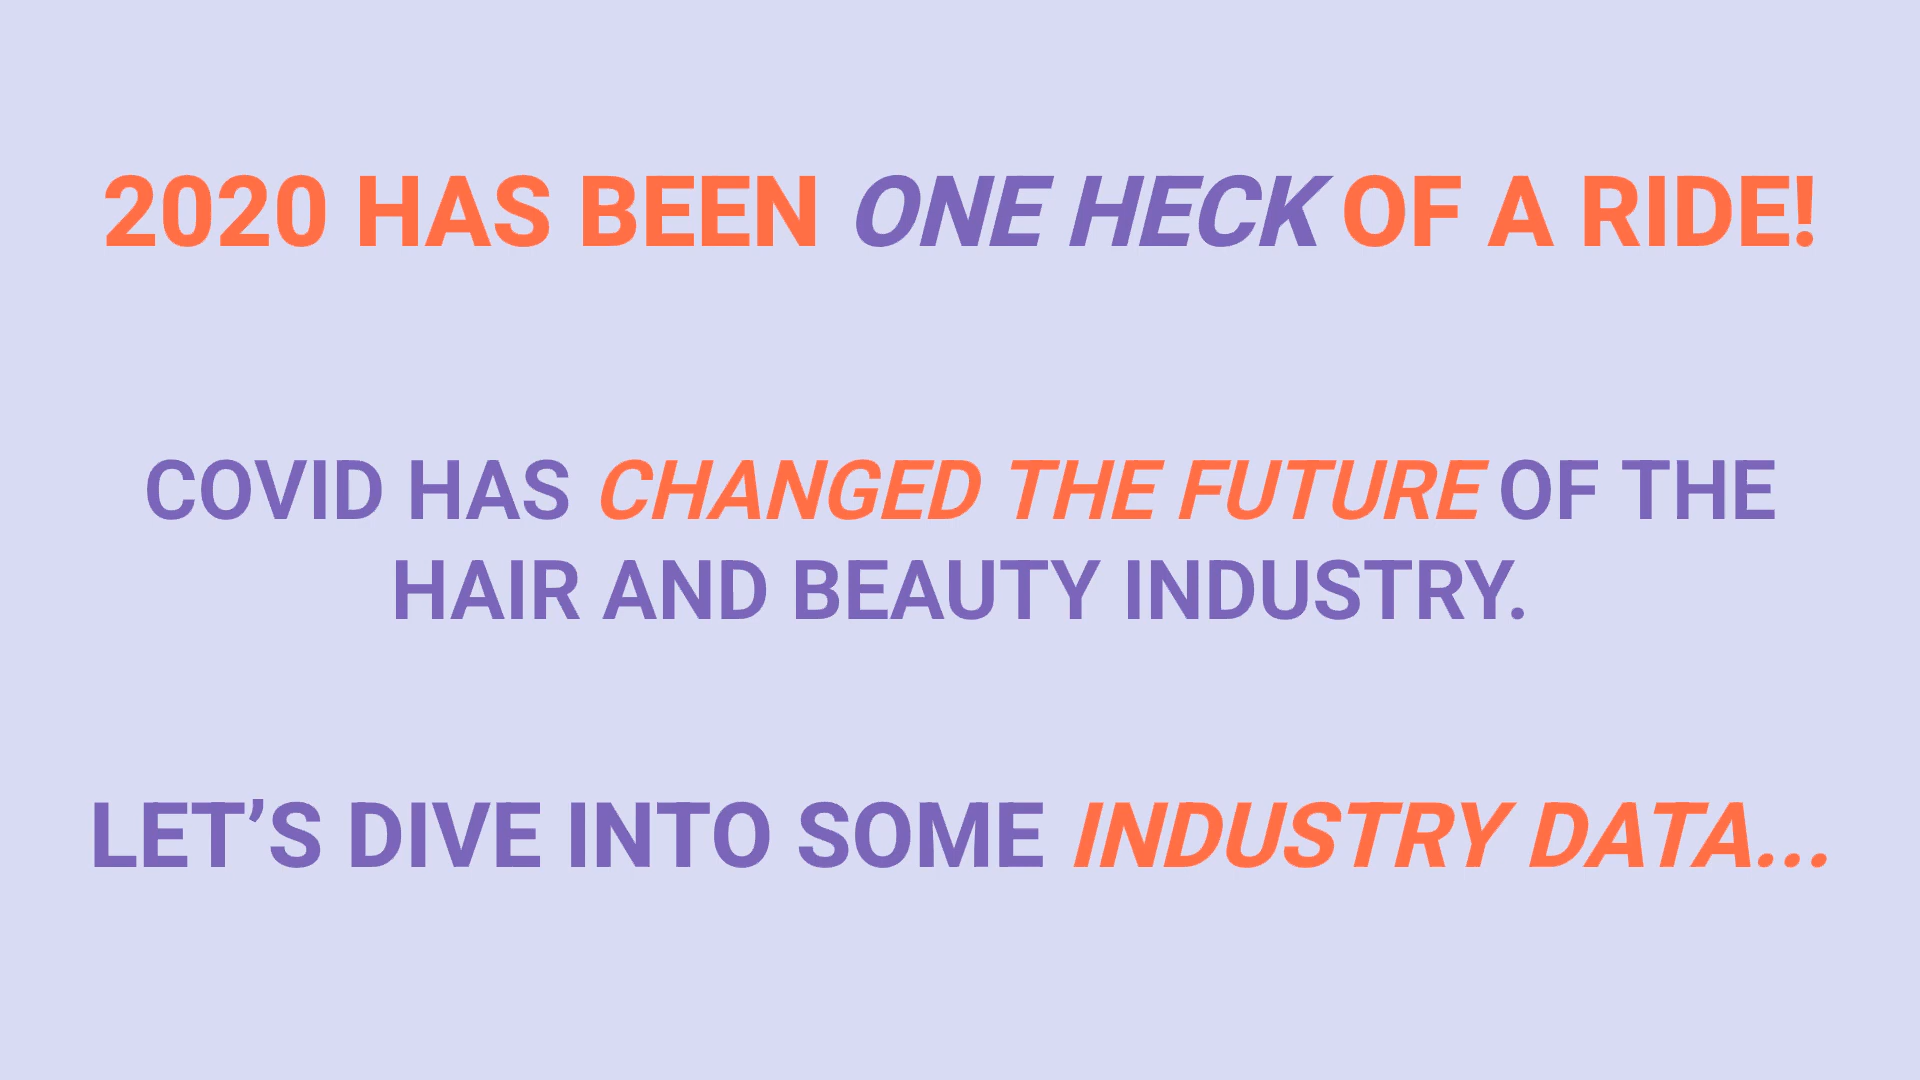 2020 HAS BEEN ONE HECK OF A RIDE!
COVID HAS CHANGED THE FUTURE OF THE
HAIR AND BEAUTY INDUSTRY.
LET’S DIVE INTO SOME INDUSTRY DATA...